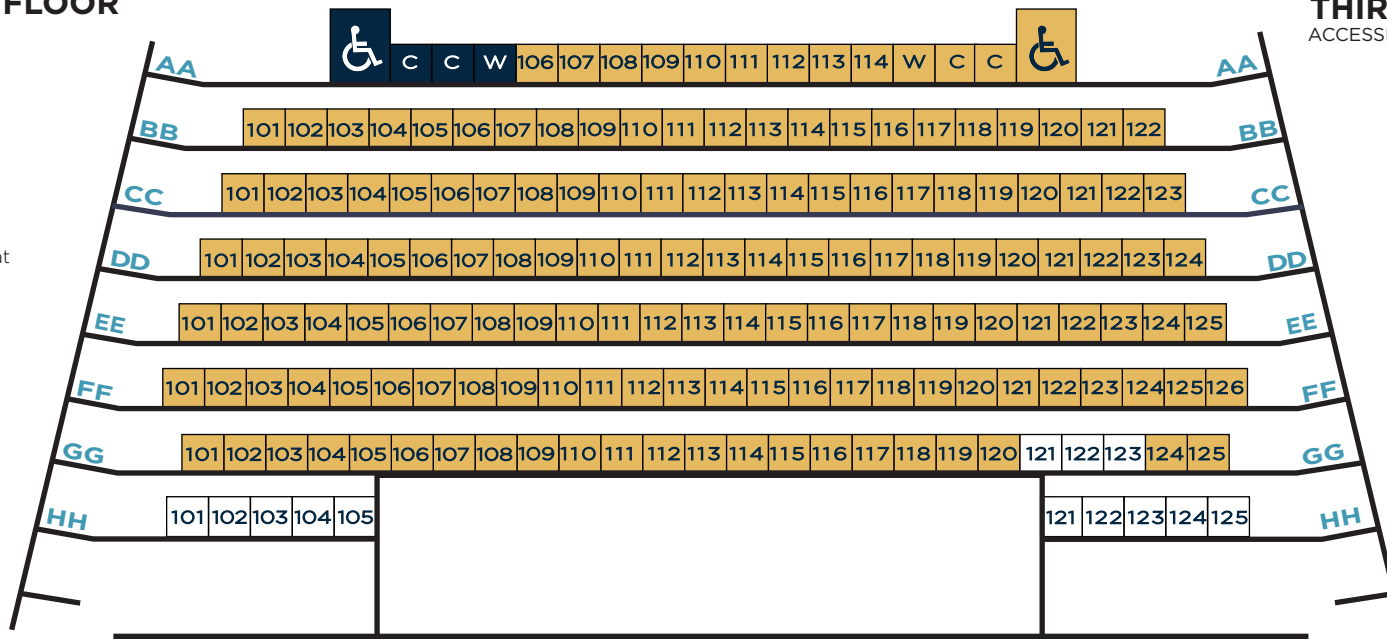 FLOOR THIR
ACCESSI
AA C C W 106 107 108 109 110 111 112 113 114 W C C AA
BB 101 102 103 104 105 106 107 108 109 110 111 112 113 114 115 116 117 118 119 120 121 122 BB
CC 101 102 103 104 105 106 107 108 109 110 111 112 113 114 115 116 117 118 119 120 121 122 123 CC
DD 101 102 103 104 105 106 107 108 109 110 111 112 113 114 115 116 117 118 119 120 121 122 123 124 DD
EE 101 102 103 104 105 106 107 108 109 110 111 112 113 114 115 116 117 118 119 120 121 122 123 124 125 EE
FF 101 102 103 104 105 106 107 108 109 110 111 112 113 114 115 116 117 118 119 120 121 122 123 124 125 126 FF
GG 101 102 103 104 105 106 107 108 109 110 111 112 113 114 115 116 117 118 119 120 121 122 123 124 125 GG
HH 101 102 103 104 105 121 122 123 124 125 HH